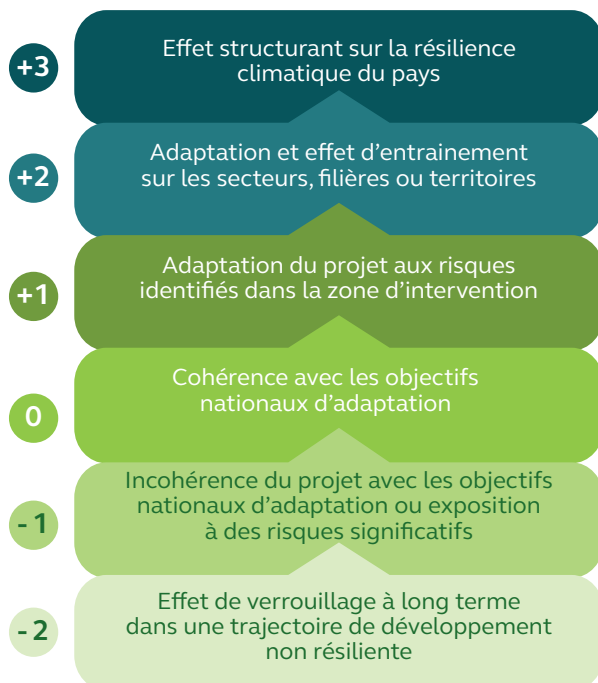 +3
Effet structurant sur la résilience
climatique du pays
+2
Adaptation et effet d’entrainement
sur les secteurs, filières ou territoires
+1
Adaptation du projet aux risques
identifiés dans la zone d’intervention
0
Cohérence avec les objectifs
nationaux d’adaptation
- 1
Incohérence du projet avec les objectifs
nationaux d’adaptation ou exposition
à des risques significatifs
- 2
Effet de verrouillage à long terme
dans une trajectoire de développement
non résiliente